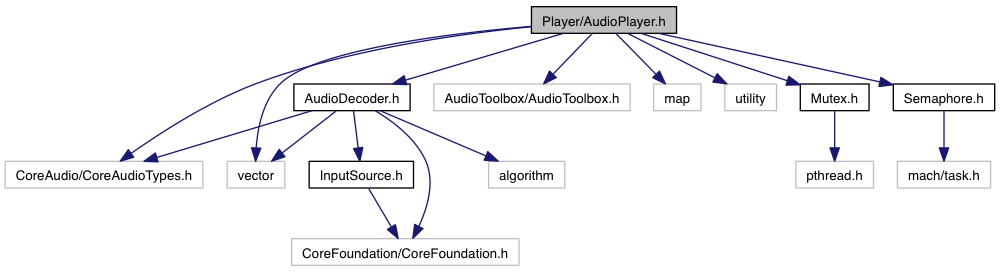 Player/AudioPlayer.h
AudioDecoder.h
AudioToolbox/AudioToolbox.h
map
utility
Mutex.h
Semaphore.h
CoreAudio/CoreAudioTypes.h
vector
InputSource.h
algorithm
pthread.h
mach/task.h
CoreFoundation/CoreFoundation.h